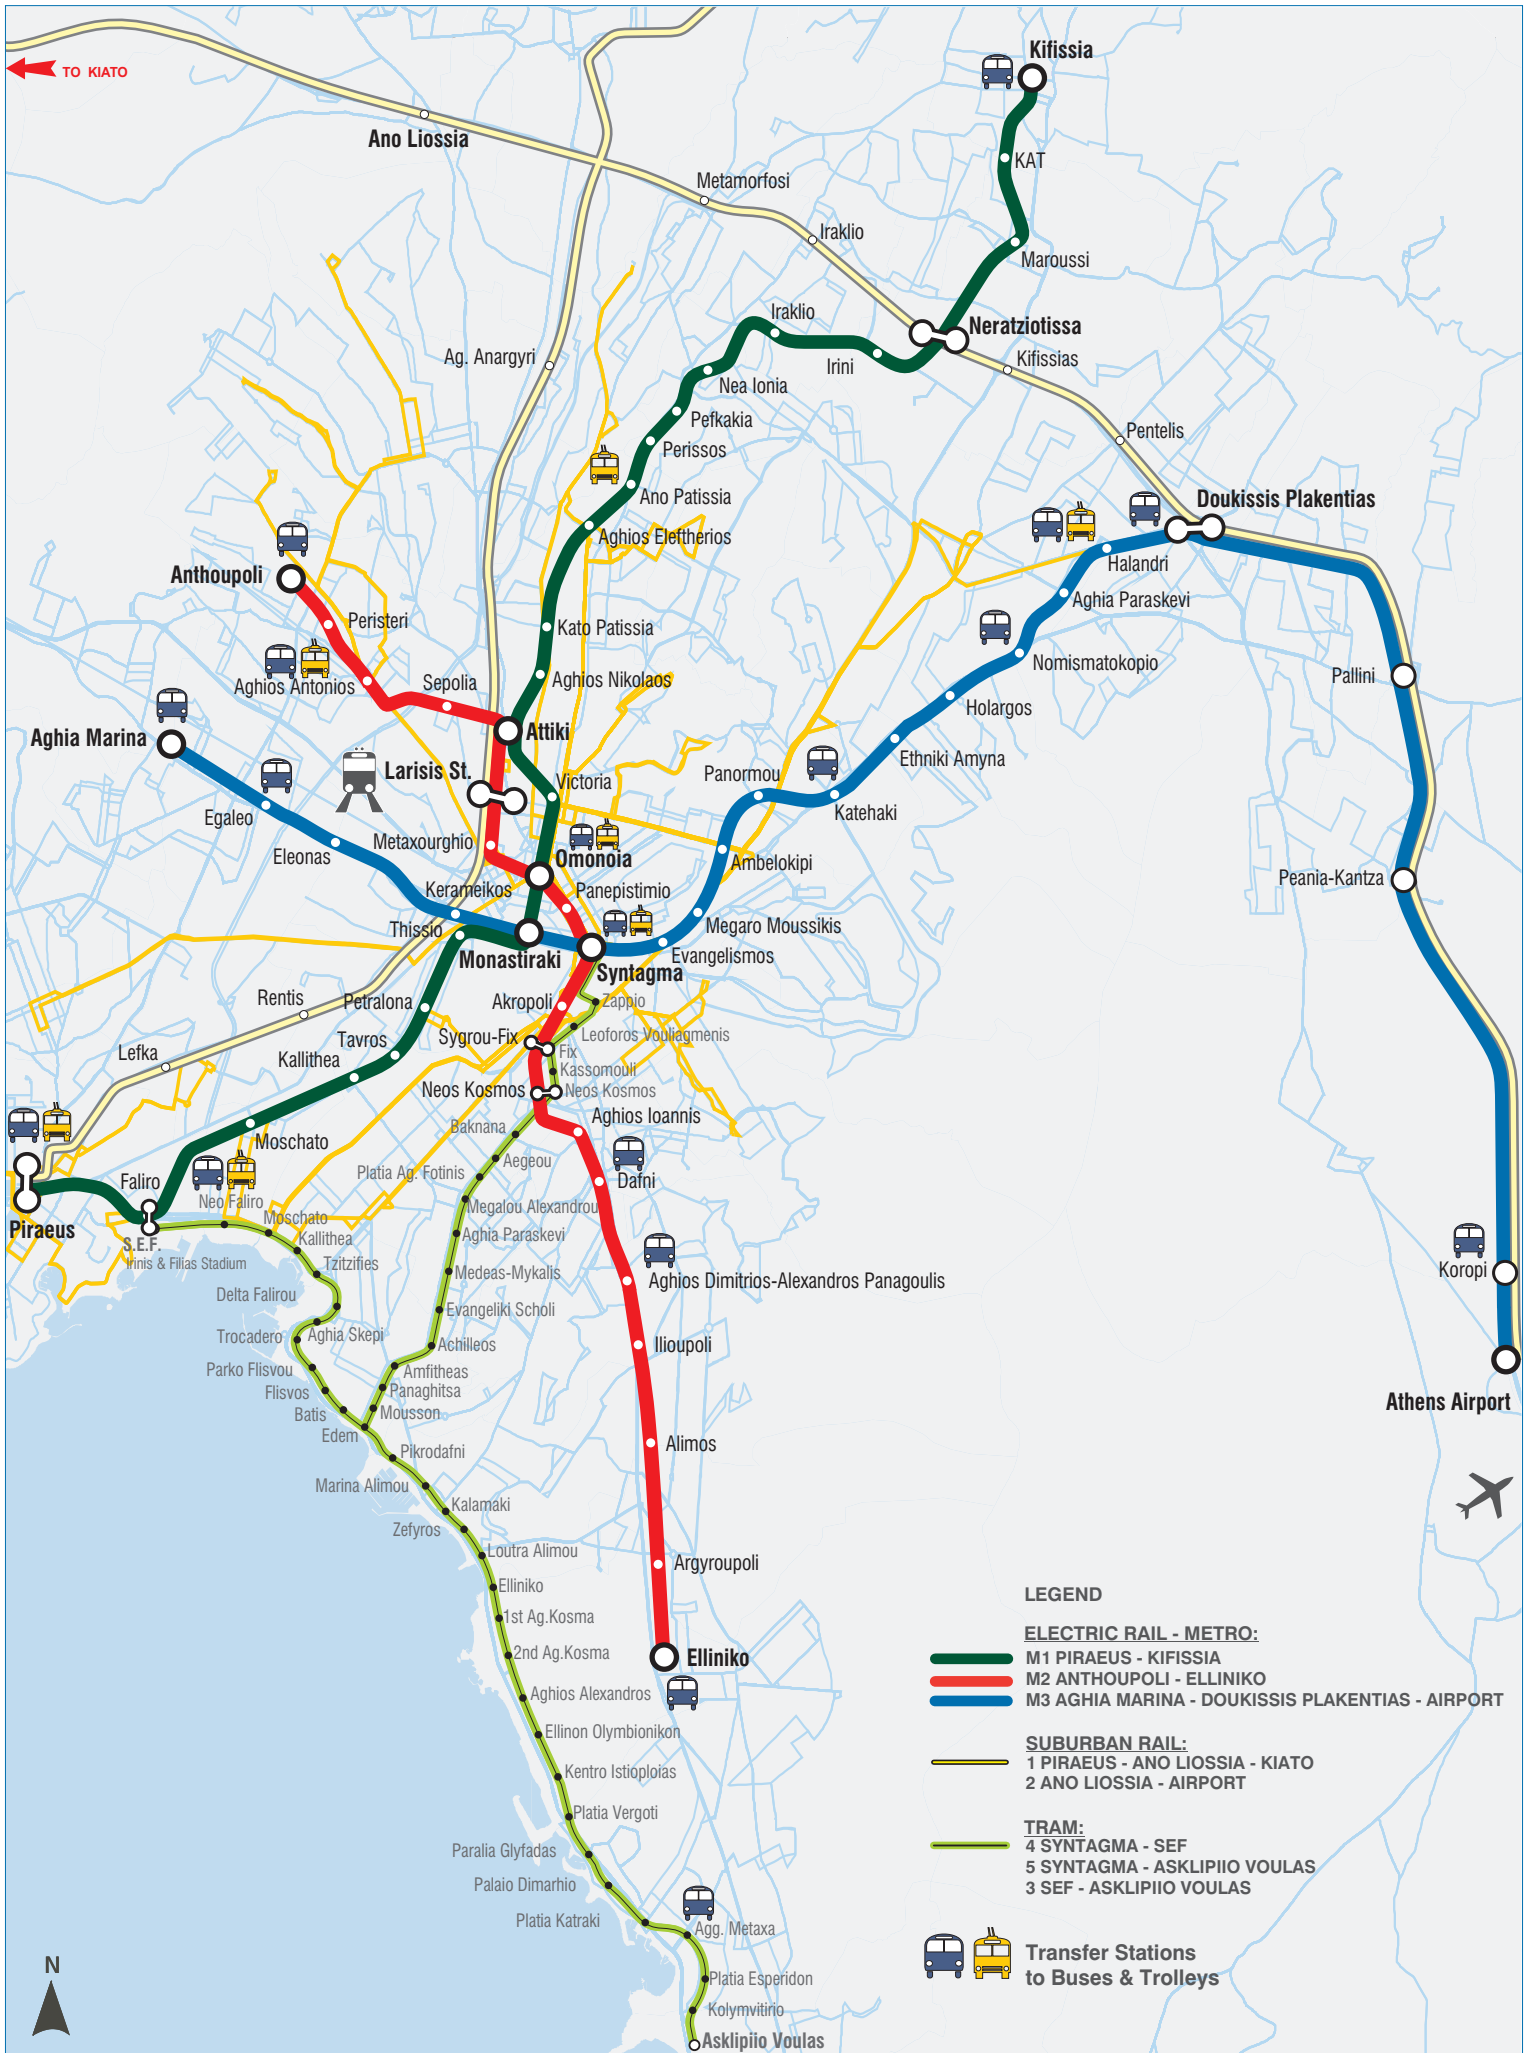 Kifissia
TO KIATO
Ano Liossia
KAT
Metamorfosi
Iraklio
Maroussi
Iraklio
Neratziotissa
Ag. Anargyri
Irini
Kifissias
Nea Ionia
Pefkakia
Pentelis
Perissos
Ano Patissia
Doukissis Plakentias
Aghios Eleftherios
Halandri
Anthoupoli
Aghia Paraskevi
Peristeri
Kato Patissia
Nomismatokopio
Pallini
Aghios Antonios
Sepolia
Aghios Nikolaos
Holargos
Aghia Marina
Attiki
Ethniki Amyna
Larisis St.
Victoria
Panormou
Egaleo
Katehaki
Metaxourghio
Eleonas
Omonoia
Ambelokipi
Peania-Kantza
Kerameikos
Panepistimio
Thissio
Megaro Moussikis
Monastiraki
Evangelismos
Syntagma
Rentis
Petralona
Akropoli
Zappio
Tavros
Sygrou-Fix
Leoforos Vouliagmenis
Lefka
Kallithea
Fix
Kassomouli
Neos Kosmos
Neos Kosmos
Moschato
Baknana
Aghios Ioannis
Aegeou
Platia Ag. Fotinis
Faliro
Dafni
Neo Faliro
Megalou Alexandrou
Piraeus
Moschato
Kallithea
Aghia Paraskevi
S.E.F.
Irinis & Filias Stadium
Tzitzifies
Medeas-Mykalis
Aghios Dimitrios-Alexandros Panagoulis
Koropi
Delta Falirou
Evangeliki Scholi
Trocadero
Aghia Skepi
Achilleos
Ilioupoli
Parko Flisvou
Amfitheas
Flisvos
Panaghitsa
Athens Airport
Batis
Mousson
Edem
Pikrodafni
Alimos
Marina Alimou
Kalamaki
Zefyros
Loutra Alimou
Argyroupoli
Elliniko
1st Ag.Kosma
2nd Ag.Kosma
Elliniko
Aghios Alexandros
Ellinon Olymbionikon
Kentro Istioploias
Platia Vergoti
Paralia Glyfadas
Palaio Dimarhio
Platia Katraki
Agg. Metaxa
Platia Esperidon
Kolymvitirio
Asklipiio Voulas
N
LEGEND
ELECTRIC RAIL - METRO:
M1 PIRAEUS - KIFISSIA
M2 ANTHOUPOLI - ELLINIKO
M3 AGHIA MARINA - DOUKISSIS PLAKENTIAS - AIRPORT
SUBURBAN RAIL:
1 PIRAEUS - ANO LIOSSIA - KIATO
2 ANO LIOSSIA - AIRPORT
TRAM:
4 SYNTAGMA - SEF
5 SYNTAGMA - ASKLIPIIO VOULAS
3 SEF - ASKLIPIIO VOULAS
Transfer Stations
to Buses & Trolleys